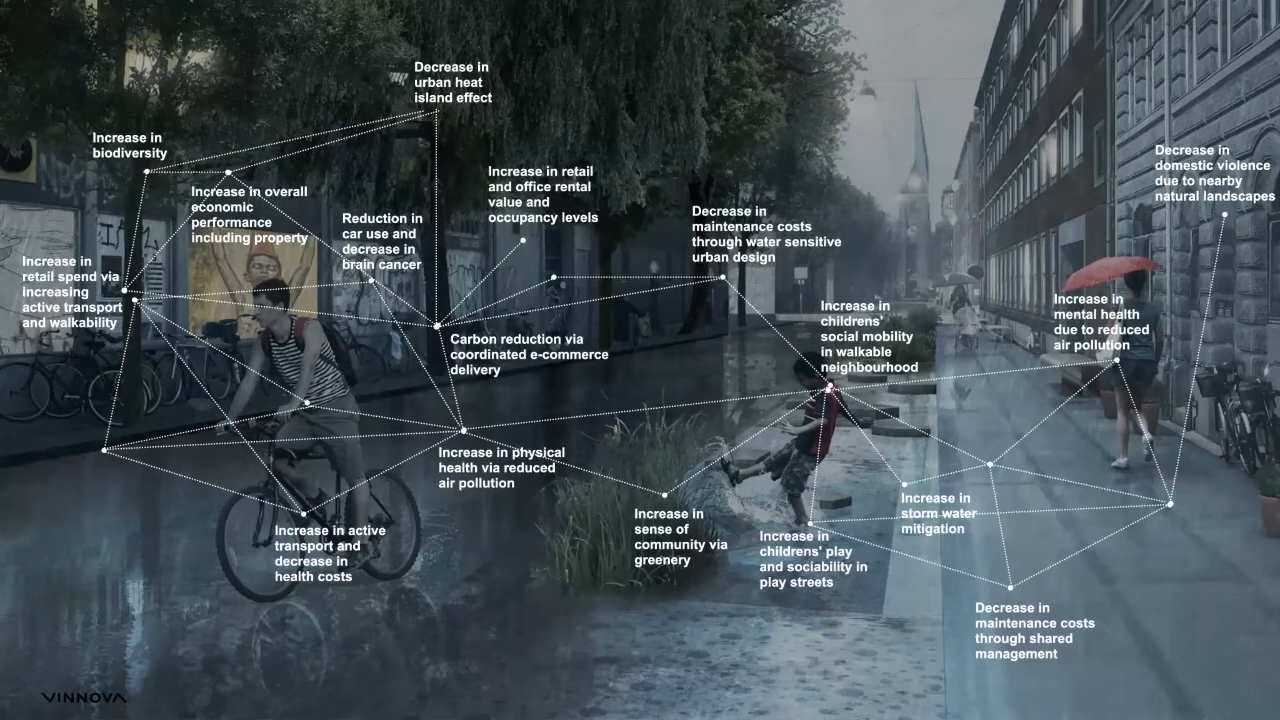 Decrease in
urban heat
island effect
Increase in
biodiversity
Increase in overall
economic
performance
including property
Increase in retail
and office rental
value and
occupancy levels
Reduction in
car use and
decrease in
brain cancer
Decrease in
maintenance costs
through water sensitive
urban design
Decrease in
domestic violence
due to nearby
natural landscapes
Increase in
retail spend via
increasing
active transport
and walkability
Carbon reduction via
coordinated e-commerce
delivery
Increase in
childrens'
social mobility
in walkable
neighbourhood
Increase in
mental health
due to reduced
air pollution
Increase in physical
health via reduced
air pollution
Increase in active
transport and
decrease in
health costs
Increase in
sense of
community via
greenery
Increase in
childrens' play
and sociability in
play streets
Increase in
storm water
mitigation
Decrease in
maintenance costs
through shared
management
VINNOVA